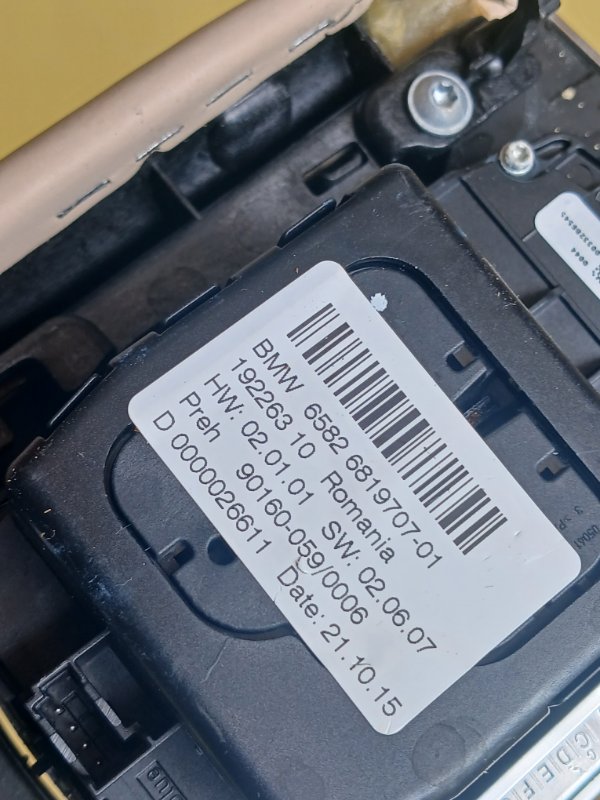 BMW 6582 6819707-01
192263 10 Romania
HW: 02.01.01 SW: 02.06.07
Preh 90160-059/0006
D 0000026611 Date: 21.10.15
0044
C D E F